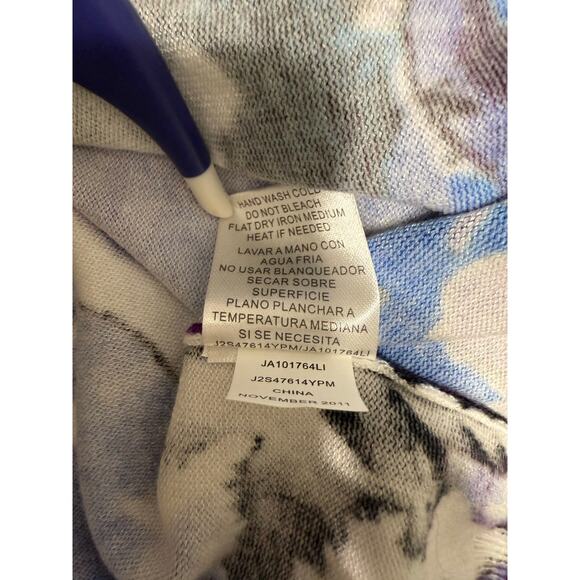 HAND WASH COLD
DO NOT BLEACH
FLAT DRY IRON MEDIUM
HEAT IF NEEDED
LAVAR A MANO CON
AGUA FRIA
NO USAR BLANQUEADOR
SECAR SOBRE
SUPERFICIE
PLANO PLANCHAR A
TEMPERATURA MEDIANA
SI SE NECESITA
J2S47614YPM/JA101764LI
JA101764LI
J2S47614YPM
CHINA
NOVEMBER 2011